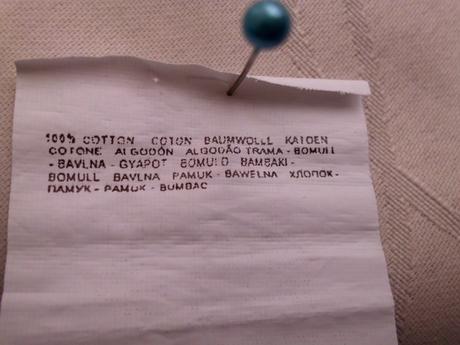 100% COTTON COTON BAUMWOLLE KATOEN
COTONE ALGODÓN ALGODÃO TRAMA - BOMULL
- BAVLNA - GYAPOT BOMULD BAMBAKI -
BOMULL BAVLNA PAMUK - BAWEŁNA ХЛОПОК -
ПАМУК - PAMUK - BUMBAC